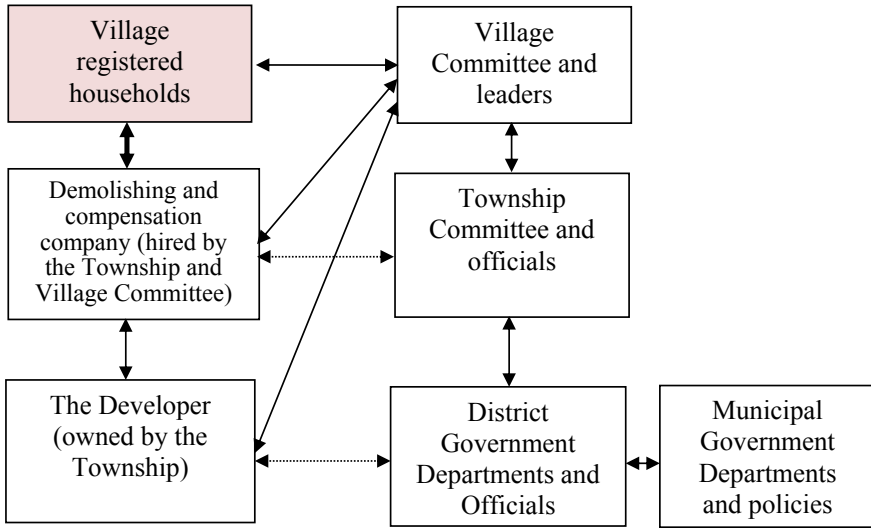 Village
registered
households
Village
Committee and
leaders
Demolishing and
compensation
company (hired by
the Township and
Village Committee)
Township
Committee and
officials
The Developer
(owned by the
Township)
District
Government
Departments and
Officials
Municipal
Government
Departments
and policies